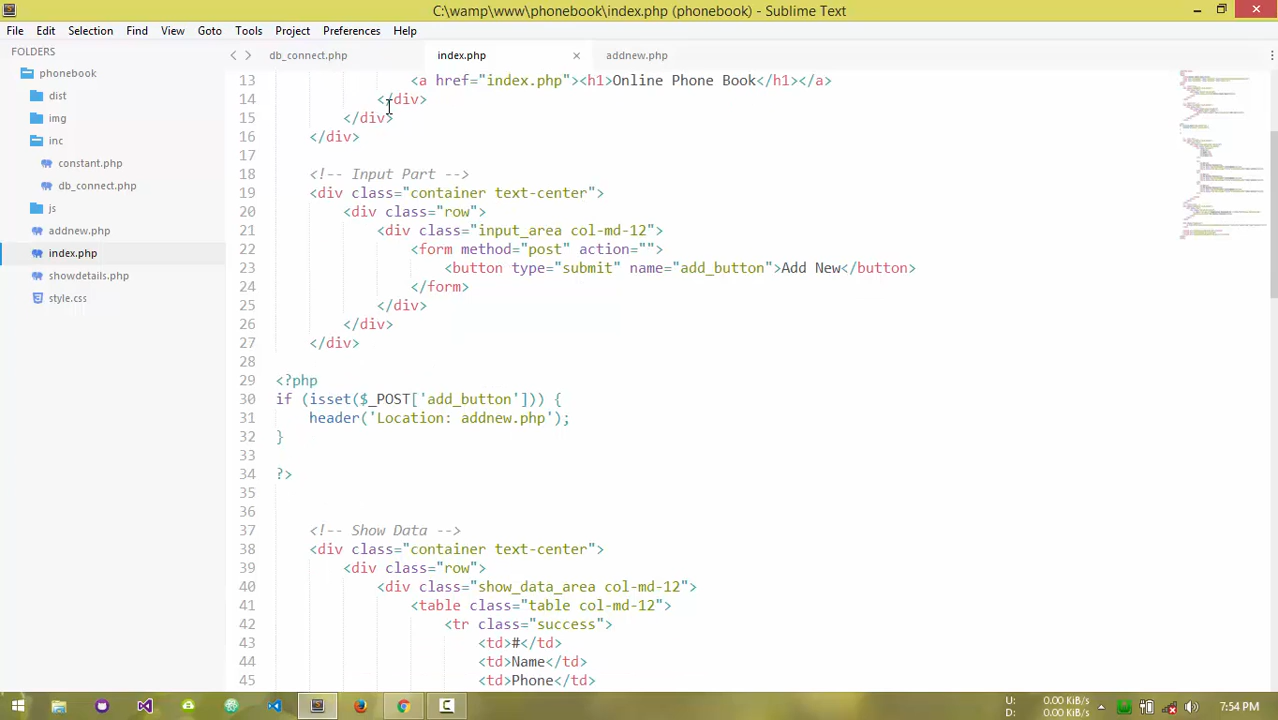 C:\wamp\www\phonebook\index.php (phonebook) - Sublime Text
File Edit Selection Find View Goto Tools Project Preferences Help
FOLDERS
phonebook
dist
img
inc
constant.php
db_connect.php
js
addnew.php
index.php
showdetails.php
style.css
db_connect.php index.php addnew.php
13 <a href="index.php"><h1>Online Phone Book</h1></a>
14 </div>
15 </div>
16 </div>
17
18 <!-- Input Part -->
19 <div class="container text-center">
20 <div class="row">
21 <div class="input_area col-md-12">
22 <form method="post" action="">
23 <button type="submit" name="add_button">Add New</button>
24 </form>
25 </div>
26 </div>
27 </div>
28
29 <?php
30 if (isset($_POST['add_button'])) {
31 header('Location: addnew.php');
32 }
33
34 ?>
35
36
37 <!-- Show Data -->
38 <div class="container text-center">
39 <div class="row">
40 <div class="show_data_area col-md-12">
41 <table class="table col-md-12">
42 <tr class="success">
43 <td>#</td>
44 <td>Name</td>
45 <td>Phone</td>
U: 0.00 KiB/s
D: 0.00 KiB/s
7:54 PM